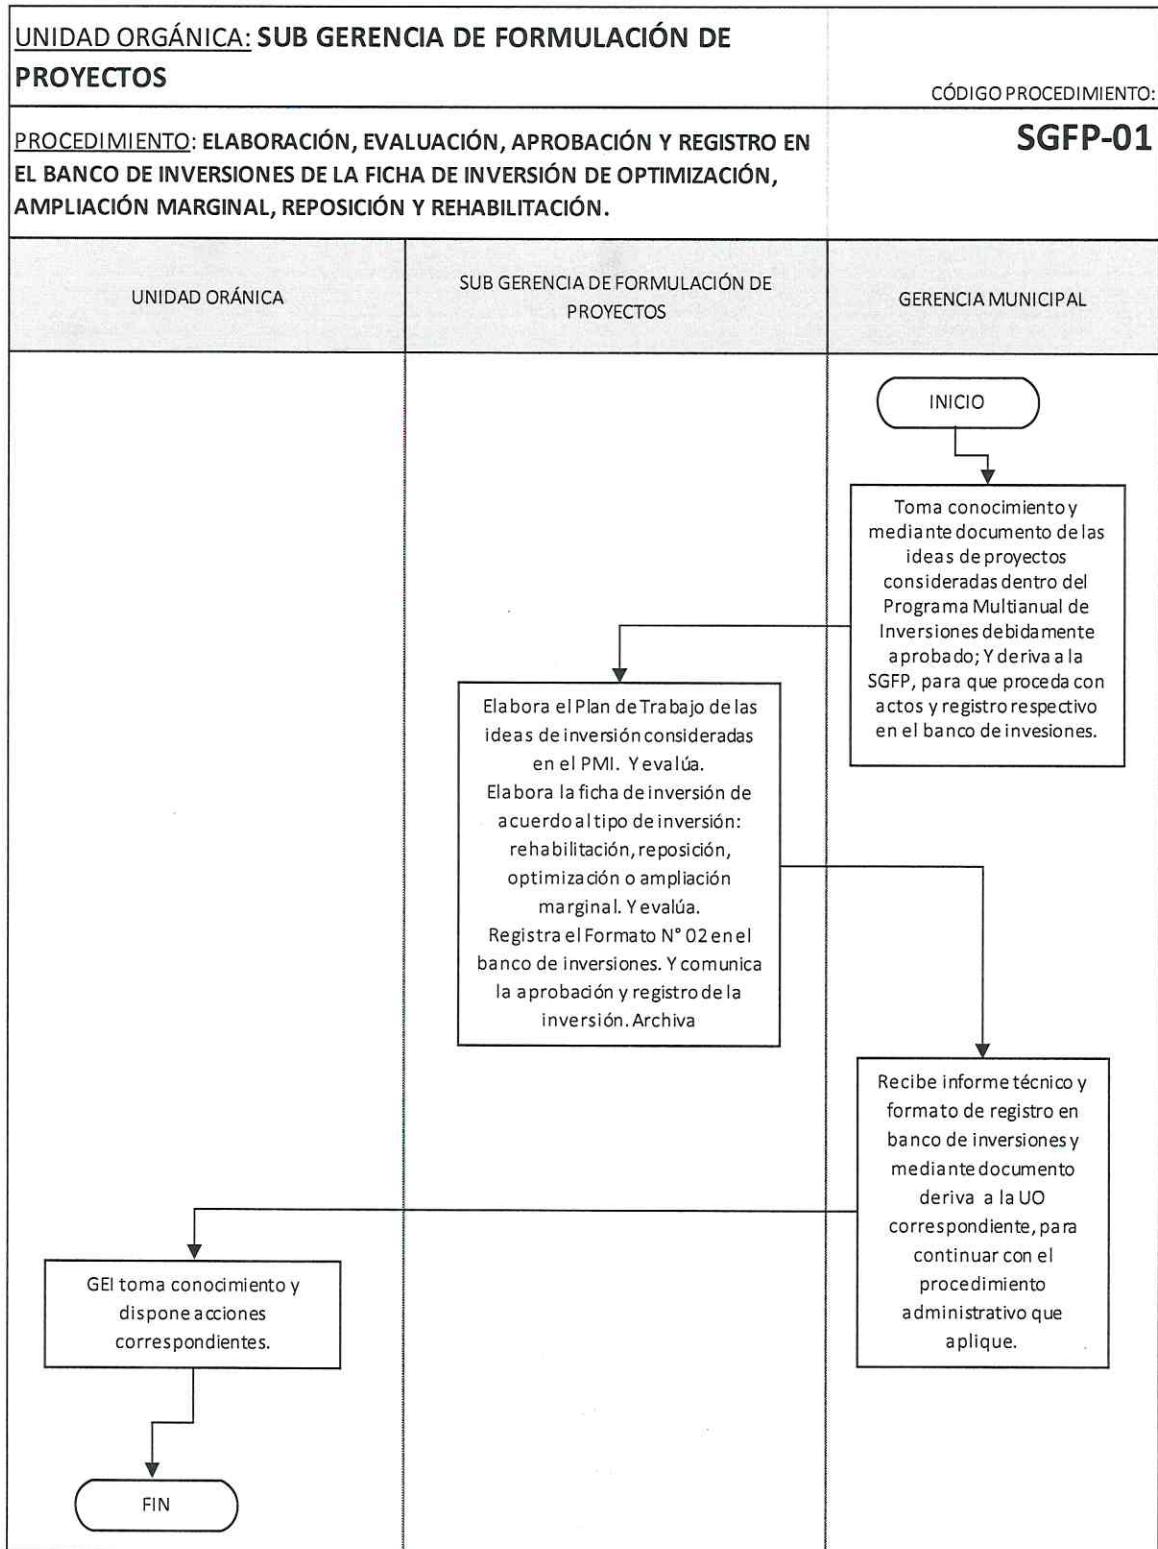 UNIDAD ORGÁNICA: SUB GERENCIA DE FORMULACIÓN DE
PROYECTOS
CÓDIGO PROCEDIMIENTO:
SGFP-01
PROCEDIMIENTO: ELABORACIÓN, EVALUACIÓN, APROBACIÓN Y REGISTRO EN
EL BANCO DE INVERSIONES DE LA FICHA DE INVERSIÓN DE OPTIMIZACIÓN,
AMPLIACIÓN MARGINAL, REPOSICIÓN Y REHABILITACIÓN.
UNIDAD ORÁNICA
SUB GERENCIA DE FORMULACIÓN DE
PROYECTOS
GERENCIA MUNICIPAL
INICIO
Toma conocimiento y
mediante documento de las
ideas de proyectos
consideradas dentro del
Programa Multianual de
Inversiones debidamente
aprobado; Y deriva a la
SGFP, para que proceda con
actos y registro respectivo
en el banco de invesiones.
Elabora el Plan de Trabajo de las
ideas de inversión consideradas
en el PMI. Y evalúa.
Elabora la ficha de inversión de
acuerdo al tipo de inversión:
rehabilitación, reposición,
optimización o ampliación
marginal. Y evalúa.
Registra el Formato N° 02 en el
banco de inversiones. Y comunica
la aprobación y registro de la
inversión. Archiva
Recibe informe técnico y
formato de registro en
banco de inversiones y
mediante documento
deriva a la UO
correspondiente, para
continuar con el
procedimiento
administrativo que
aplique.
GEI toma conocimiento y
dispone acciones
correspondientes.
FIN